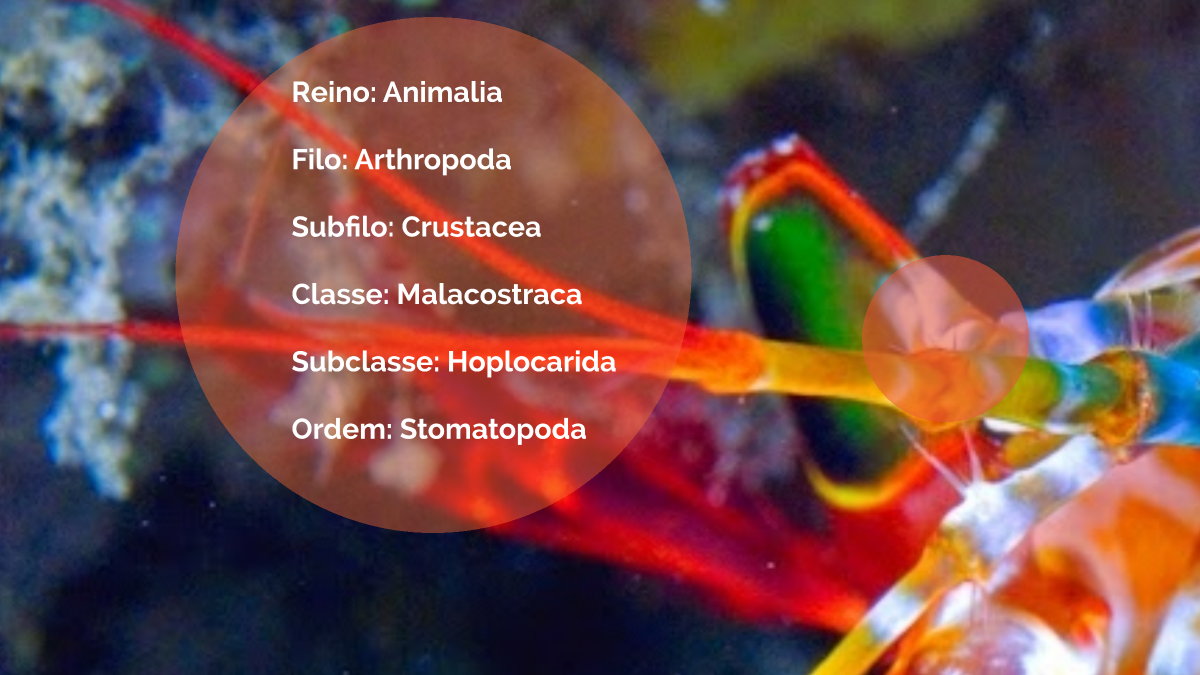 Reino: Animalia
Filo: Arthropoda
Subfilo: Crustacea
Classe: Malacostraca
Subclasse: Hoplocarida
Ordem: Stomatopoda